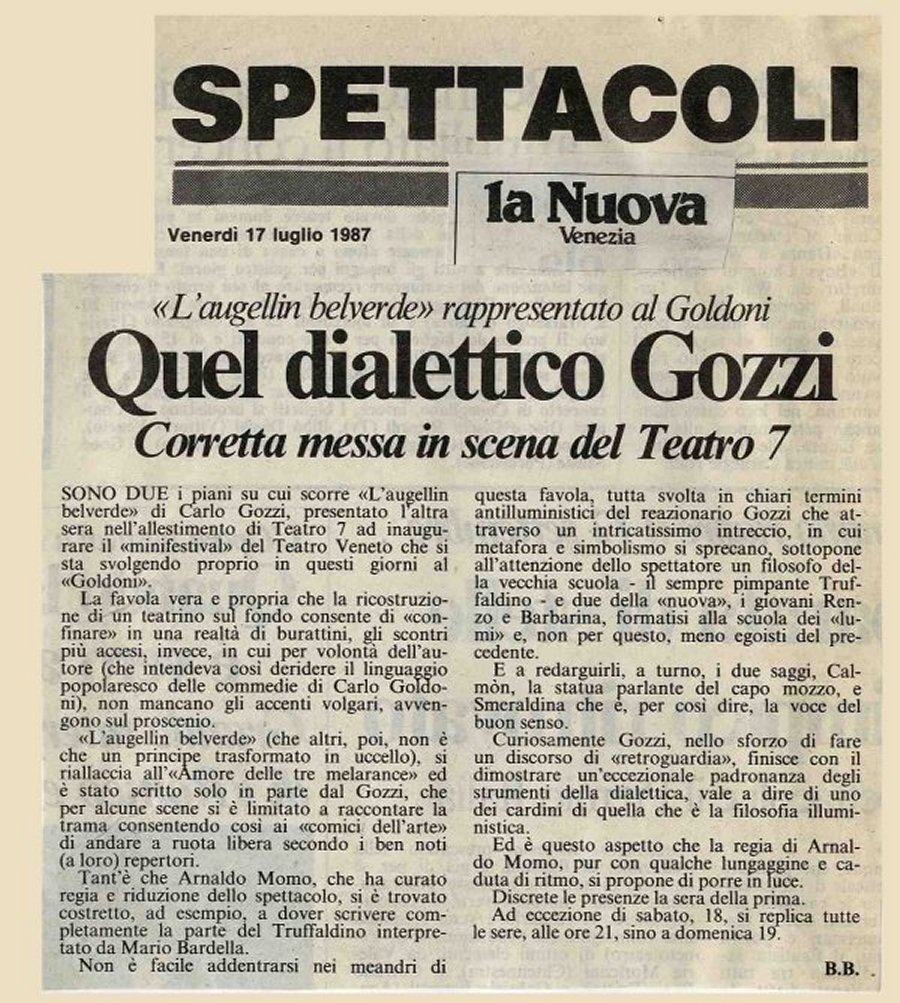 SPETTACOLI
la Nuova
Venezia
Venerdì 17 luglio 1987
«L'augellin belverde» rappresentato al Goldoni
Quel dialettico Gozzi
Corretta messa in scena del Teatro 7
SONO DUE i piani su cui scorre «L'augellin
belverde» di Carlo Gozzi, presentato l'altra
sera nell'allestimento di Teatro 7 ad inaugu-
rare il «minifestival» del Teatro Veneto che si
sta svolgendo proprio in questi giorni al
«Goldoni».
La favola vera e propria che la ricostruzio-
ne di un teatrino sul fondo consente di «con-
finare» in una realtà di burattini, gli scontri
più accesi, invece, in cui per volontà dell'au-
tore (che intendeva così deridere il linguaggio
popolaresco delle commedie di Carlo Goldo-
ni), non mancano gli accenti volgari, avven-
gono sul proscenio.
«L'augellin belverde» (che altri, poi, non è
che un principe trasformato in uccello), si
riallaccia all'«Amore delle tre melarance» ed
è stato scritto solo in parte dal Gozzi, che
per alcune scene si è limitato a raccontare la
trama consentendo così ai «comici dell'arte»
di andare a ruota libera secondo i ben noti
(a loro) repertori.
Tant'è che Arnaldo Momo, che ha curato
regia e riduzione dello spettacolo, si è trovato
costretto, ad esempio, a dover scrivere com-
pletamente la parte del Truffaldino interpre-
tato da Mario Bardella.
Non è facile addentrarsi nei meandri di
questa favola, tutta svolta in chiari termini
antilluministici del reazionario Gozzi che at-
traverso un intricatissimo intreccio, in cui
metafora e simbolismo si sprecano, sottopone
all'attenzione dello spettatore un filosofo del-
la vecchia scuola - il sempre pimpante Truf-
faldino - e due della «nuova», i giovani Ren-
zo e Barbarina, formatisi alla scuola dei «lu-
mi» e, non per questo, meno egoisti del pre-
cedente.
E a redarguirli, a turno, i due saggi, Cal-
mòn, la statua parlante del capo mozzo, e
Smeraldina che è, per così dire, la voce del
buon senso.
Curiosamente Gozzi, nello sforzo di fare
un discorso di «retroguardia», finisce con il
dimostrare un'eccezionale padronanza degli
strumenti della dialettica, vale a dire di uno
dei cardini di quella che è la filosofia illumi-
nistica.
Ed è questo aspetto che la regia di Arnal-
do Momo, pur con qualche lungaggine e ca-
duta di ritmo, si propone di porre in luce.
Discrete le presenze la sera della prima.
Ad eccezione di sabato, 18, si replica tutte
le sere, alle ore 21, sino a domenica 19.
B.B.